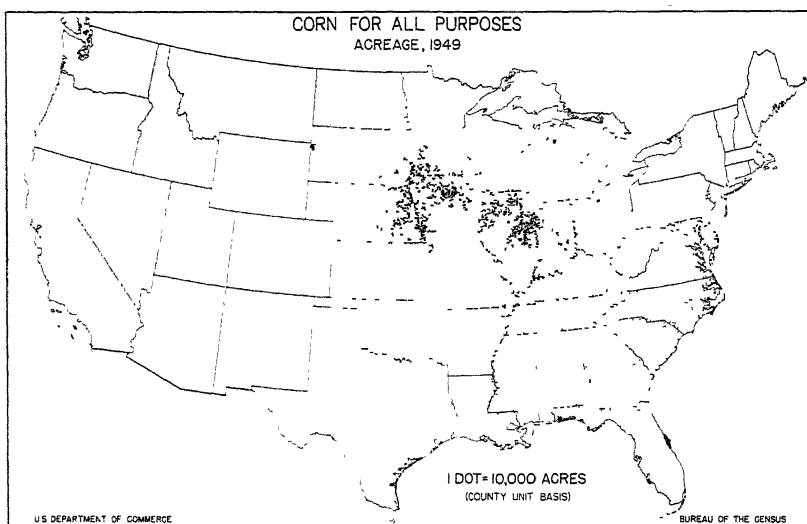 CORN FOR ALL PURPOSES
ACREAGE, 1949
1 DOT = 10,000 ACRES
(COUNTY UNIT BASIS)
U S DEPARTMENT OF COMMERCE
BUREAU OF THE CENSUS